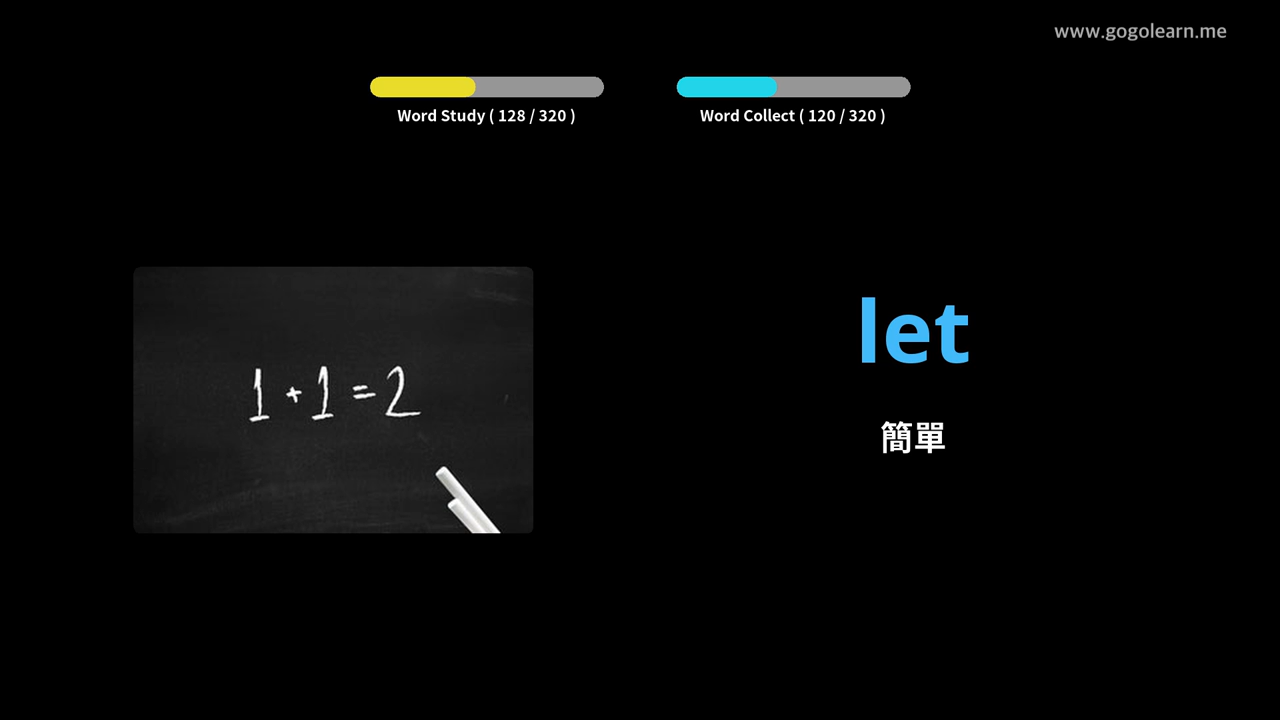 www.gogolearn.me
Word Study ( 128 / 320 )
Word Collect ( 120 / 320 )
1 + 1 = 2
let
簡單